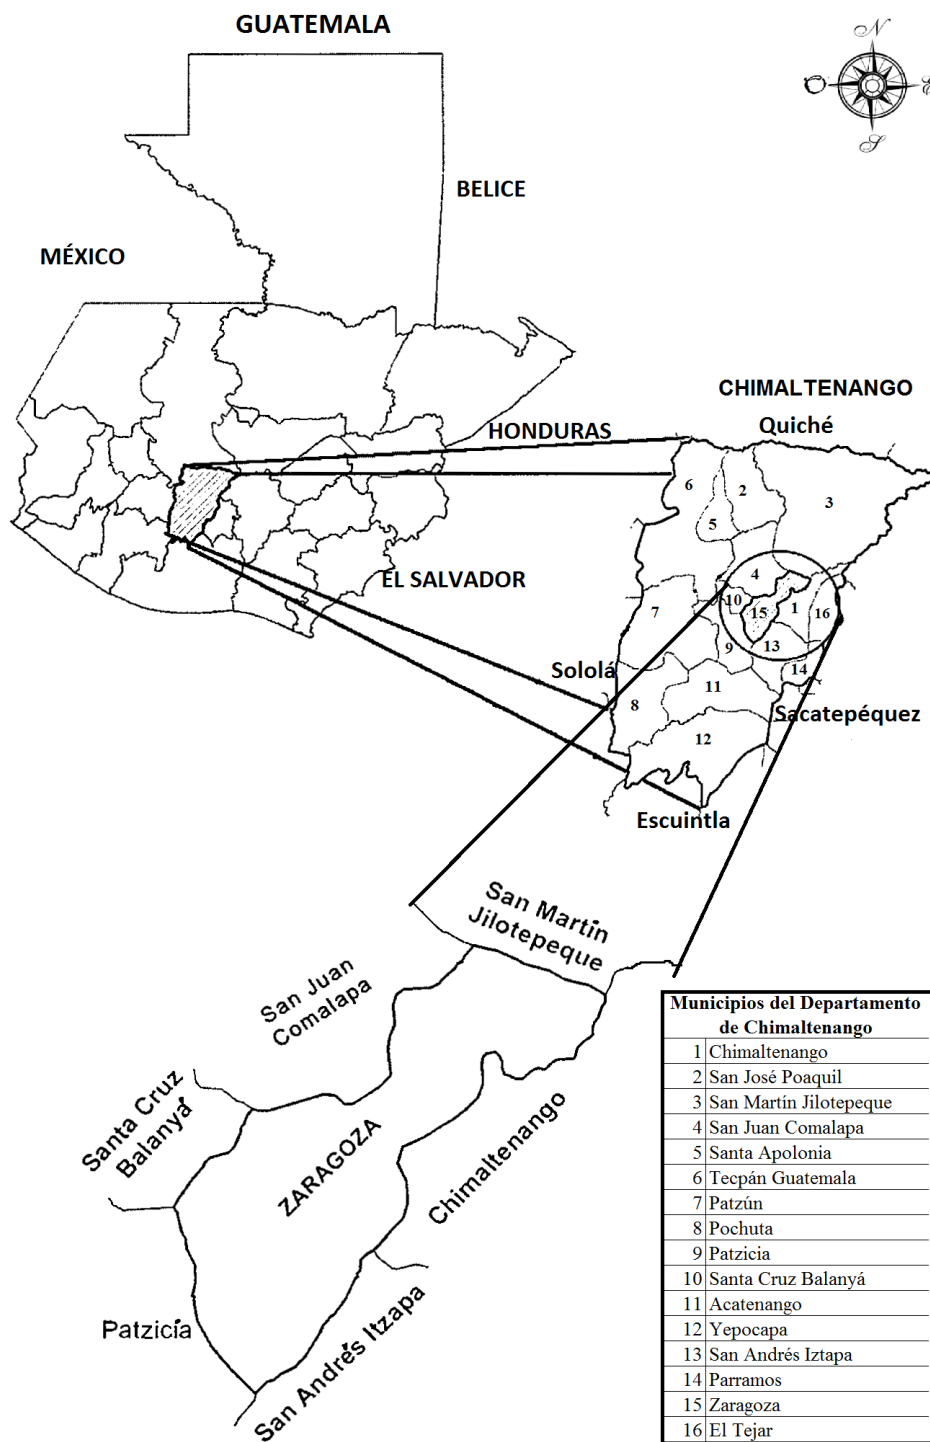 GUATEMALA
N
O
E
S
BELICE
MÉXICO
CHIMALTENANGO
Quiché
HONDURAS
6
2
3
5
EL SALVADOR
4
10
15
1
16
7
9
13
Sololá
14
11
8
Sacatepéquez
12
Escuintla
San Martín
Jilotepeque
San Juan
Comalapa
Santa Cruz
Balanyá
ZARAGOZA
Chimaltenango
Patzicía
San Andrés Itzapa
Municipios del Departamento
de Chimaltenango
1 Chimaltenango
2 San José Poaquil
3 San Martín Jilotepeque
4 San Juan Comalapa
5 Santa Apolonia
6 Tecpán Guatemala
7 Patzún
8 Pochuta
9 Patzicia
10 Santa Cruz Balanyá
11 Acatenango
12 Yepocapa
13 San Andrés Iztapa
14 Parramos
15 Zaragoza
16 El Tejar